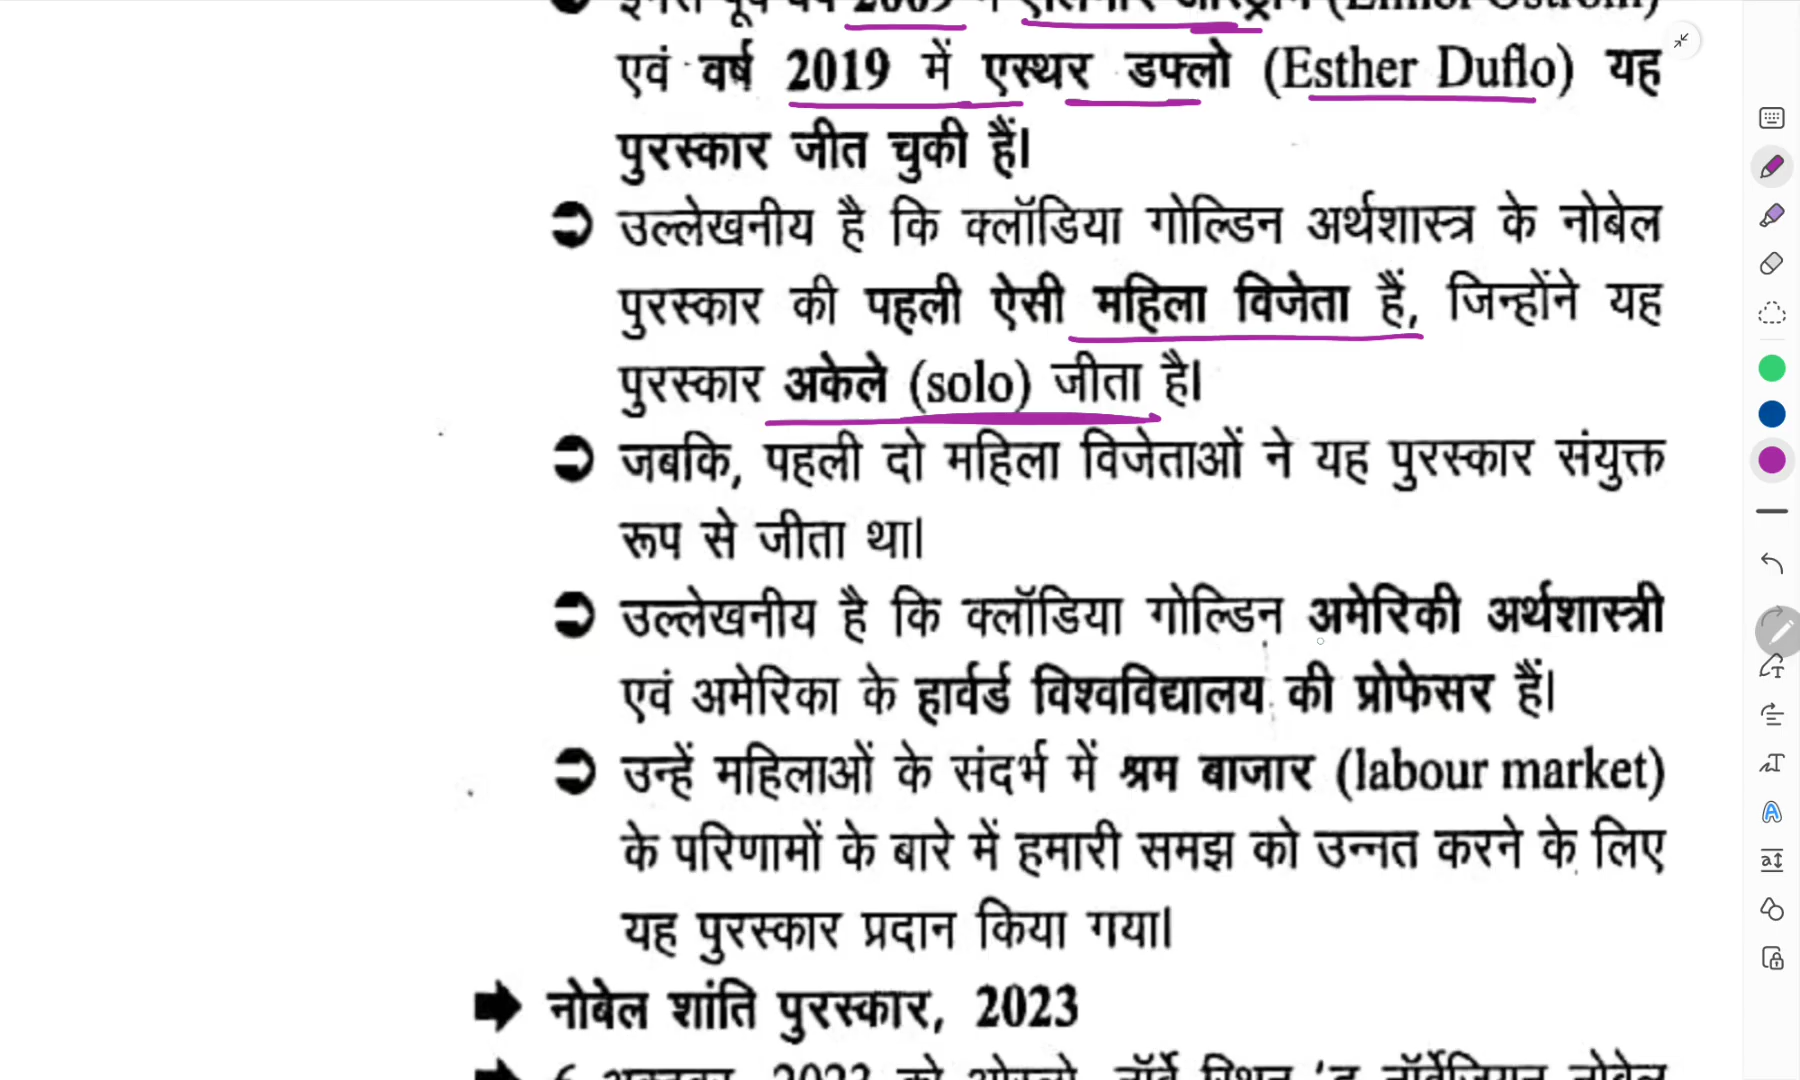 (Elinor Ostrom)
एवं वर्ष 2019 में एस्थर डफ्लो (Esther Duflo) यह
पुरस्कार जीत चुकी हैं।
उल्लेखनीय है कि क्लॉडिया गोल्डिन अर्थशास्त्र के नोबेल
पुरस्कार की पहली ऐसी महिला विजेता हैं, जिन्होंने यह
पुरस्कार अकेले (solo) जीता है।
जबकि, पहली दो महिला विजेताओं ने यह पुरस्कार संयुक्त
रूप से जीता था।
उल्लेखनीय है कि क्लॉडिया गोल्डिन अमेरिकी अर्थशास्त्री
एवं अमेरिका के हार्वर्ड विश्वविद्यालय की प्रोफेसर हैं।
उन्हें महिलाओं के संदर्भ में श्रम बाजार (labour market)
के परिणामों के बारे में हमारी समझ को उन्नत करने के लिए
यह पुरस्कार प्रदान किया गया।
नोबेल शांति पुरस्कार, 2023